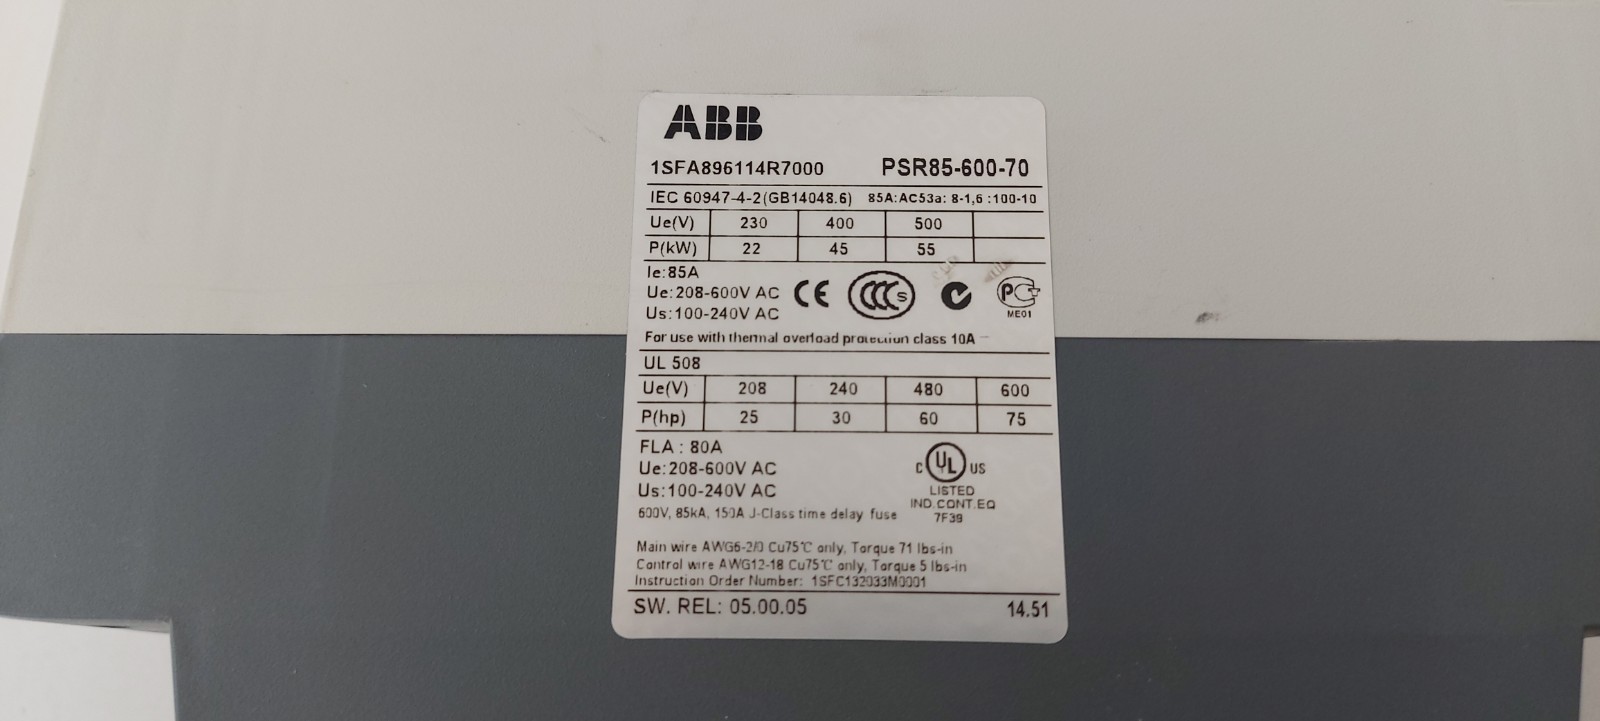 ABB
1SFA896114R7000 PSR85-600-70
IEC 60947-4-2(GB14048.6) 85A:AC53a: 8-1,6 :100-10
Ue(V) 230 400 500
P(kW) 22 45 55
Ie:85A
Ue:208-600V AC
Us:100-240V AC
CE CCC S PCT ME01
For use with thermal overload protection class 10A
UL 508
Ue(V) 208 240 480 600
P(hp) 25 30 60 75
FLA : 80A
Ue:208-600V AC
Us:100-240V AC
600V, 85kA, 150A J-Class time delay fuse
C UL US
LISTED
IND.CONT.EQ
7F39
Main wire AWG6-2/0 Cu75℃ only, Torque 71 lbs-in
Control wire AWG12-18 Cu75℃ only, Torque 5 lbs-in
Instruction Order Number: 1SFC132033M0001
SW. REL: 05.00.05 14.51